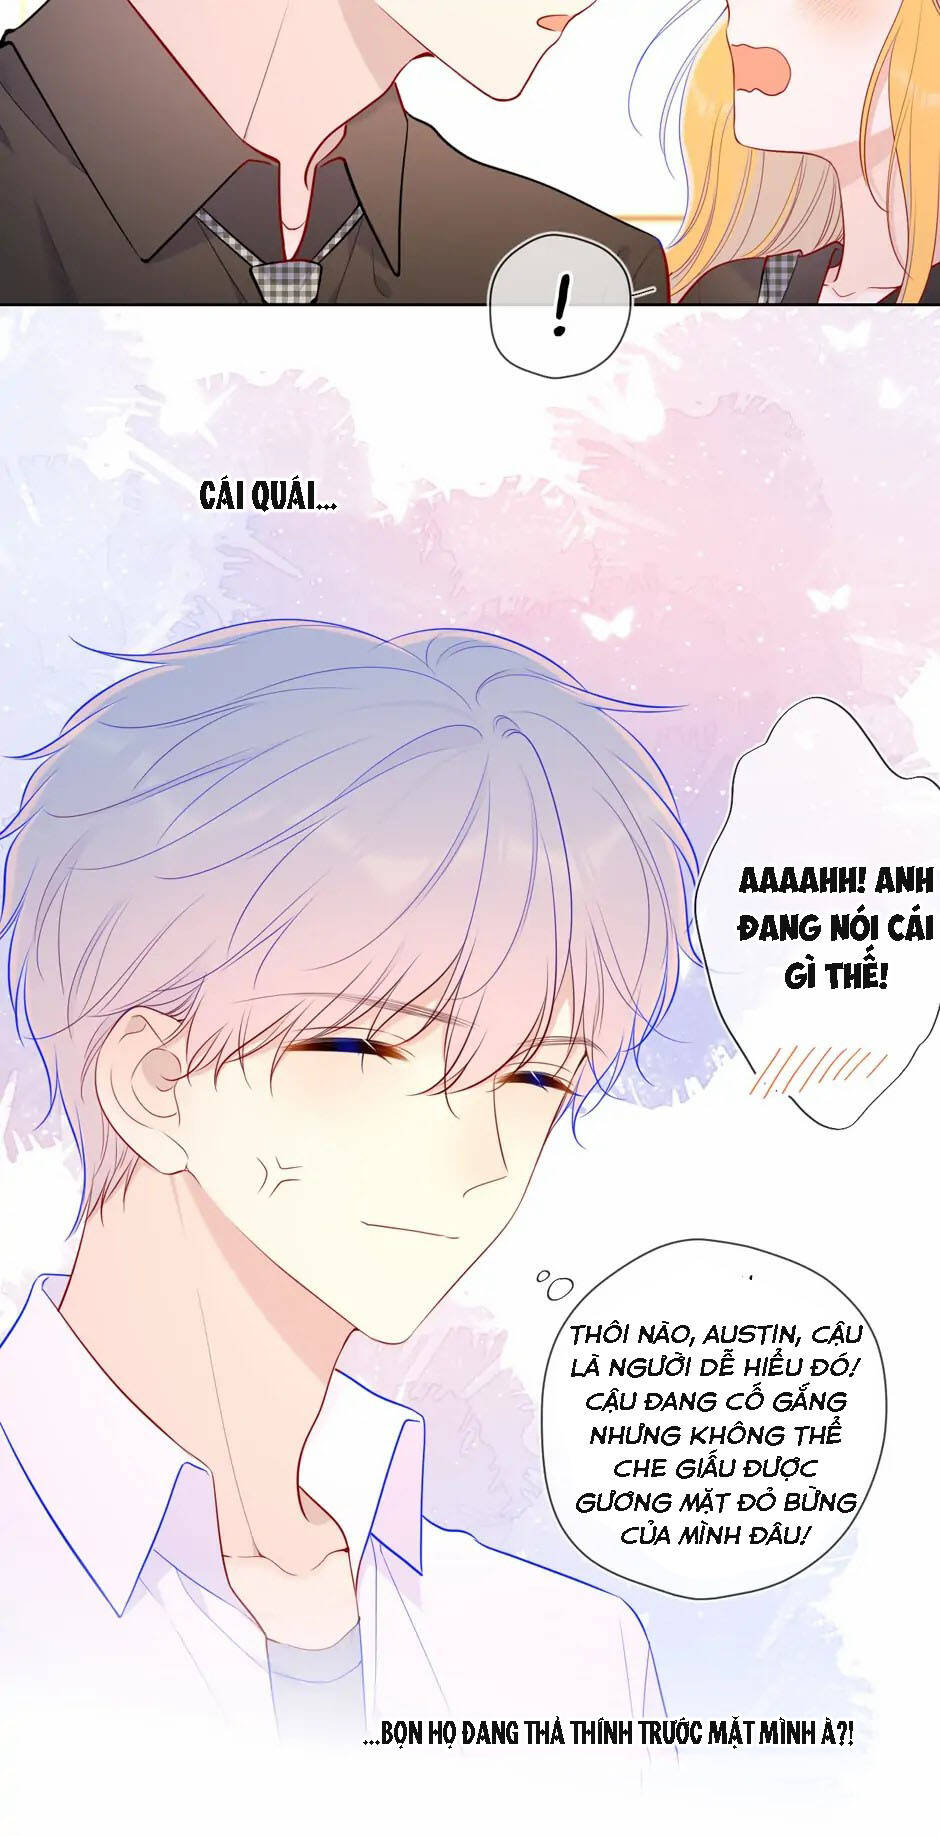 !
CÁI QUÁI...
AAAAHH! ANH
ĐANG NÓI CÁI
GÌ THẾ!
THÔI NÀO, AUSTIN, CẬU
LÀ NGƯỜI DỄ HIỂU ĐÓ!
CẬU ĐANG CỐ GẮNG
NHƯNG KHÔNG THỂ
CHE GIẤU ĐƯỢC
GƯƠNG MẶT ĐỎ BỪNG
CỦA MÌNH ĐÂU!
...BỌN HỌ ĐANG THẢ THÍNH TRƯỚC MẶT MÌNH À?!